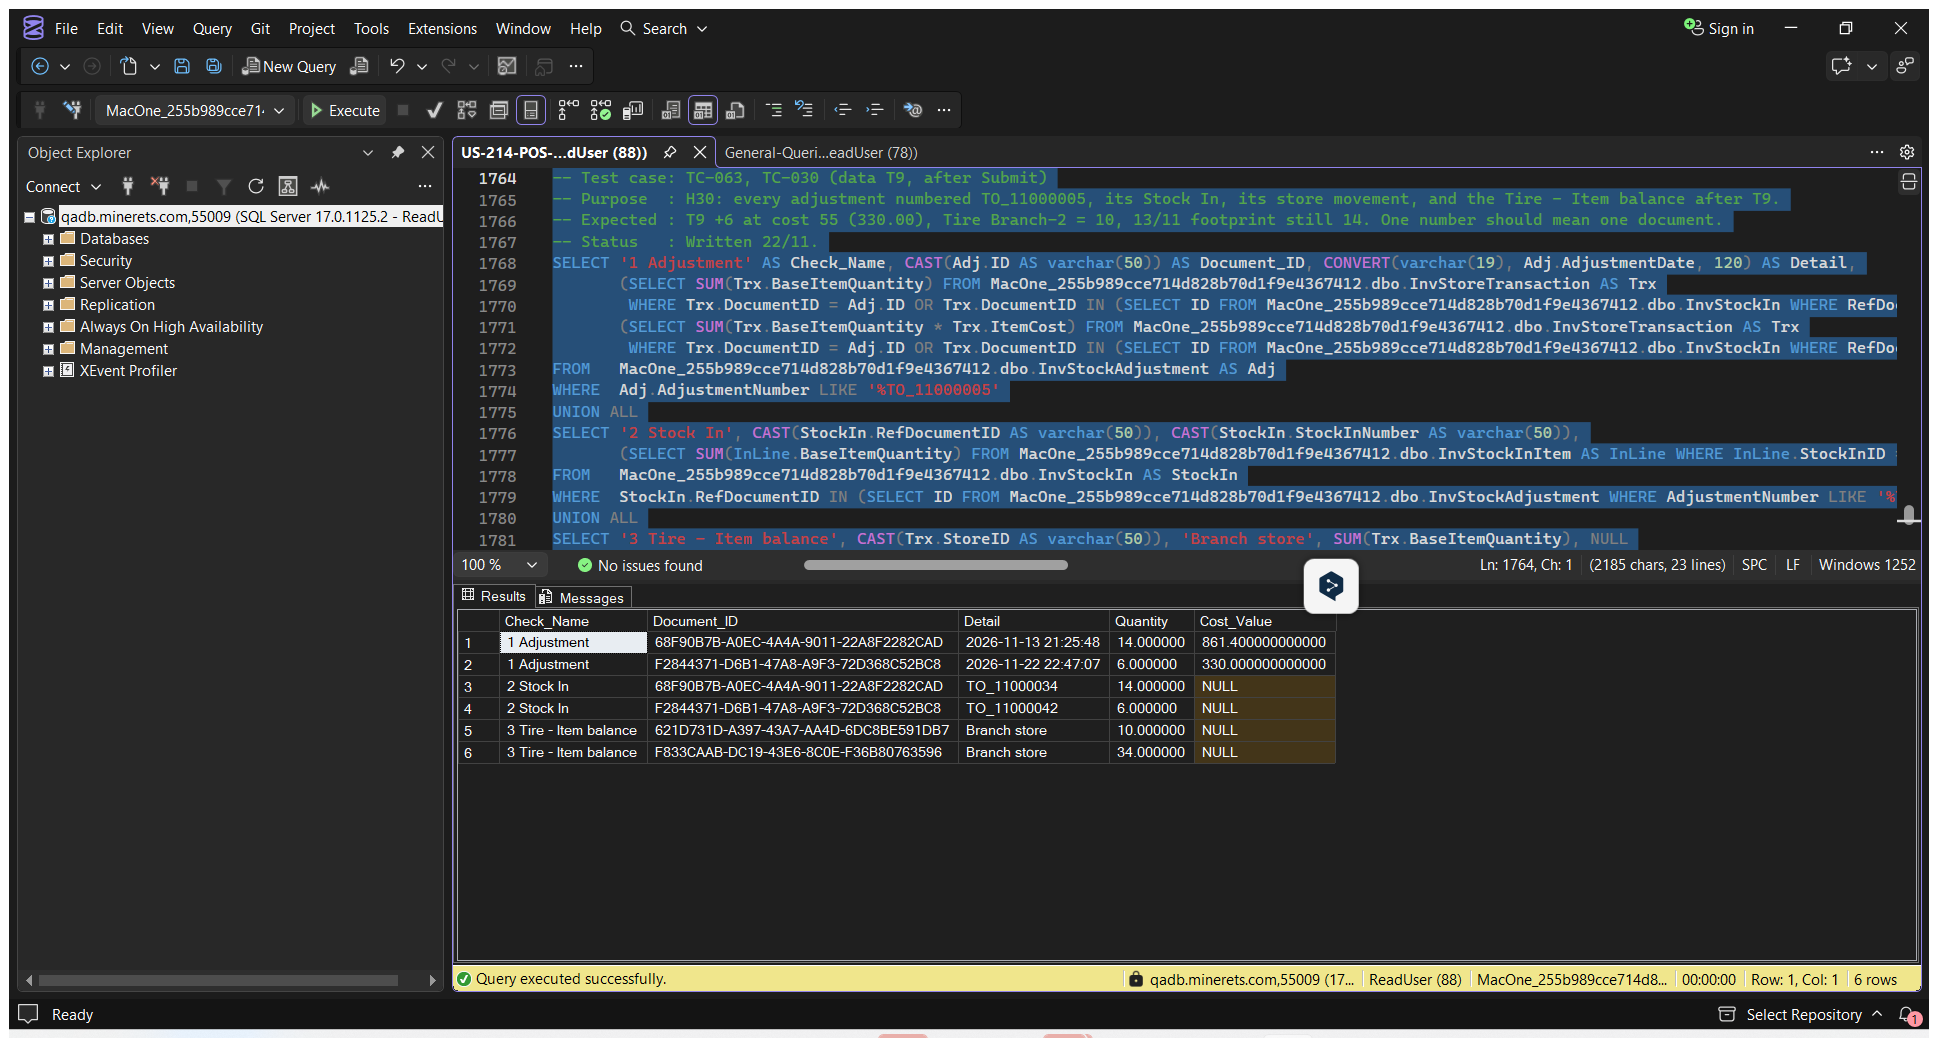 File Edit View Query Git Project Tools Extensions Window Help Search Sign in
New Query
MacOne_255b989cce71 Execute
Object Explorer
Connect
qadb.minerets.com,55009 (SQL Server 17.0.1125.2 - ReadU
Databases
Security
Server Objects
Replication
Always On High Availability
Management
XEvent Profiler
US-214-POS-...dUser (88)) General-Queri...eadUser (78))
1764 -- Test case: TC-063, TC-030 (data T9, after Submit)
1765 -- Purpose : H30: every adjustment numbered TO_11000005, its Stock In, its store movement, and the Tire - Item balance after T9.
1766 -- Expected : T9 +6 at cost 55 (330.00), Tire Branch-2 = 10, 13/11 footprint still 14. One number should mean one document.
1767 -- Status : Written 22/11.
1768 SELECT '1 Adjustment' AS Check_Name, CAST(Adj.ID AS varchar(50)) AS Document_ID, CONVERT(varchar(19), Adj.AdjustmentDate, 120) AS Detail,
1769 (SELECT SUM(Trx.BaseItemQuantity) FROM MacOne_255b989cce714d828b70d1f9e4367412.dbo.InvStoreTransaction AS Trx
1770 WHERE Trx.DocumentID = Adj.ID OR Trx.DocumentID IN (SELECT ID FROM MacOne_255b989cce714d828b70d1f9e4367412.dbo.InvStockIn WHERE RefDo
1771 (SELECT SUM(Trx.BaseItemQuantity * Trx.ItemCost) FROM MacOne_255b989cce714d828b70d1f9e4367412.dbo.InvStoreTransaction AS Trx
1772 WHERE Trx.DocumentID = Adj.ID OR Trx.DocumentID IN (SELECT ID FROM MacOne_255b989cce714d828b70d1f9e4367412.dbo.InvStockIn WHERE RefDo
1773 FROM MacOne_255b989cce714d828b70d1f9e4367412.dbo.InvStockAdjustment AS Adj
1774 WHERE Adj.AdjustmentNumber LIKE '%TO_11000005'
1775 UNION ALL
1776 SELECT '2 Stock In', CAST(StockIn.RefDocumentID AS varchar(50)), CAST(StockIn.StockInNumber AS varchar(50)),
1777 (SELECT SUM(InLine.BaseItemQuantity) FROM MacOne_255b989cce714d828b70d1f9e4367412.dbo.InvStockInItem AS InLine WHERE InLine.StockInID =
1778 FROM MacOne_255b989cce714d828b70d1f9e4367412.dbo.InvStockIn AS StockIn
1779 WHERE StockIn.RefDocumentID IN (SELECT ID FROM MacOne_255b989cce714d828b70d1f9e4367412.dbo.InvStockAdjustment WHERE AdjustmentNumber LIKE '%
1780 UNION ALL
1781 SELECT '3 Tire - Item balance', CAST(Trx.StoreID AS varchar(50)), 'Branch store', SUM(Trx.BaseItemQuantity), NULL
100 % No issues found Ln: 1764, Ch: 1 (2185 chars, 23 lines) SPC LF Windows 1252
Results Messages
Check_Name Document_ID Detail Quantity Cost_Value
1 1 Adjustment 68F90B7B-A0EC-4A4A-9011-22A8F2282CAD 2026-11-13 21:25:48 14.000000 861.400000000000
2 1 Adjustment F2844371-D6B1-47A8-A9F3-72D368C52BC8 2026-11-22 22:47:07 6.000000 330.000000000000
3 2 Stock In 68F90B7B-A0EC-4A4A-9011-22A8F2282CAD TO_11000034 14.000000 NULL
4 2 Stock In F2844371-D6B1-47A8-A9F3-72D368C52BC8 TO_11000042 6.000000 NULL
5 3 Tire - Item balance 621D731D-A397-43A7-AA4D-6DC8BE591DB7 Branch store 10.000000 NULL
6 3 Tire - Item balance F833CAAB-DC19-43E6-8C0E-F36B80763596 Branch store 34.000000 NULL
Query executed successfully. qadb.minerets.com,55009 (17... ReadUser (88) MacOne_255b989cce714d8... 00:00:00 Row: 1, Col: 1 6 rows
Ready Select Repository 1